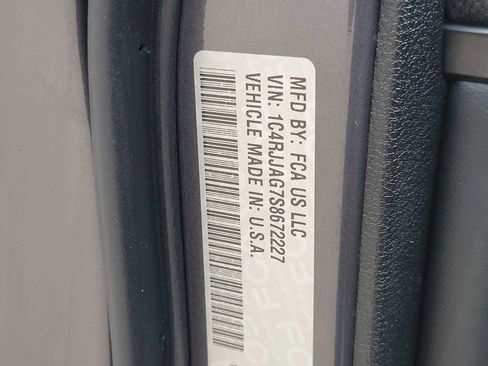 MFD BY: FCA US LLC
VIN: 1C4RJJAG7S8672227
VEHICLE MADE IN: U.S.A.